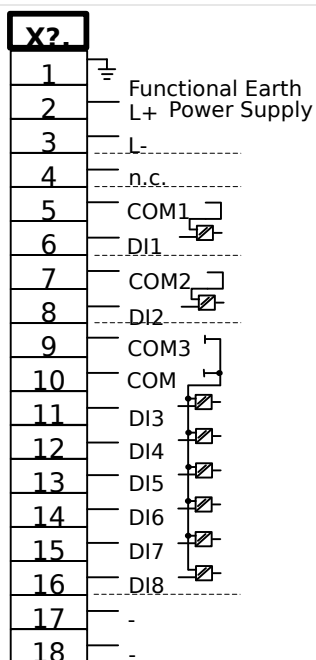 X?.
1
Functional Earth
2 L+ Power Supply
3 L-
4 n.c.
5 COM1
6 DI1
7 COM2
8 DI2
9 COM3
10 COM
11 DI3
12 DI4
13 DI5
14 DI6
15 DI7
16 DI8
17 -
18 -